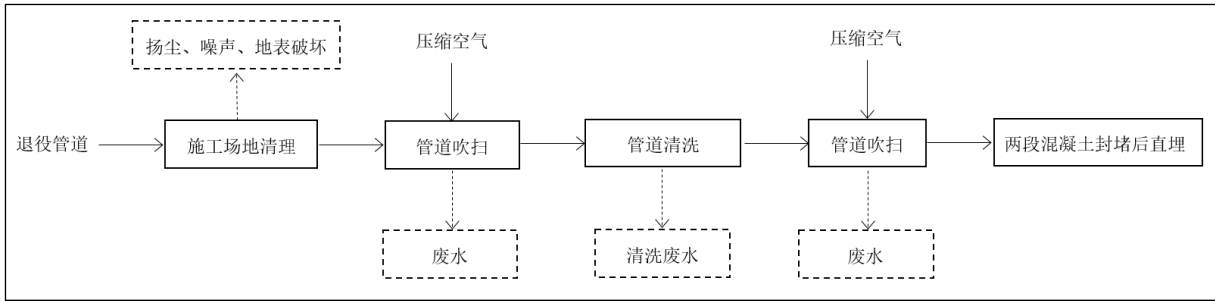 扬尘、噪声、地表破坏
压缩空气
压缩空气
退役管道
施工场地清理
管道吹扫
管道清洗
管道吹扫
两段混凝土封堵后直埋
废水
清洗废水
废水